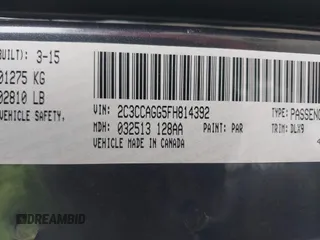 BUILT): 3-15
01275 KG
02810 LB
VEHICLE SAFETY.
VIN: 2C3CCAGG5FH814392
MDH: 032513 128AA
PAINT: PAR
VEHICLE MADE IN CANADA
TYPE: PASSENG
TRIM: DLX9
DREAMBID